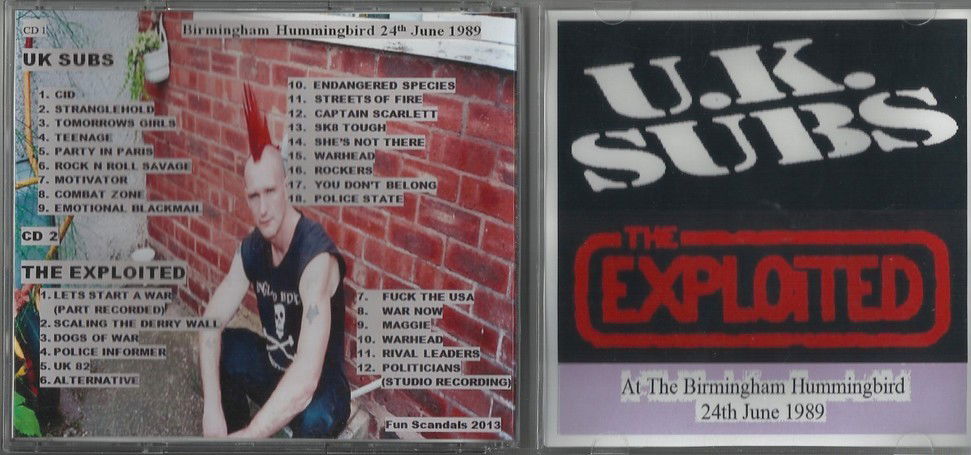 CD 1
Birmingham Hummingbird 24th June 1989
UK SUBS
1. CID
2. STRANGLEHOLD
3. TOMORROWS GIRLS
4. TEENAGE
5. PARTY IN PARIS
6. ROCK N ROLL SAVAGE
7. MOTIVATOR
8. COMBAT ZONE
9. EMOTIONAL BLACKMAIL
10. ENDANGERED SPECIES
11. STREETS OF FIRE
12. CAPTAIN SCARLETT
13. SK8 TOUGH
14. SHE'S NOT THERE
15. WARHEAD
16. ROCKERS
17. YOU DON'T BELONG
18. POLICE STATE
CD 2
THE EXPLOITED
1. LETS START A WAR
(PART RECORDED)
2. SCALING THE DERRY WALL
3. DOGS OF WAR
4. POLICE INFORMER
5. UK 82
6. ALTERNATIVE
7. FUCK THE USA
8. WAR NOW
9. MAGGIE
10. WARHEAD
11. RIVAL LEADERS
12. POLITICIANS
(STUDIO RECORDING)
Fun Scandals 2013
U.K.
SUBS
THE
EXPLOITED
At The Birmingham Hummingbird
24th June 1989